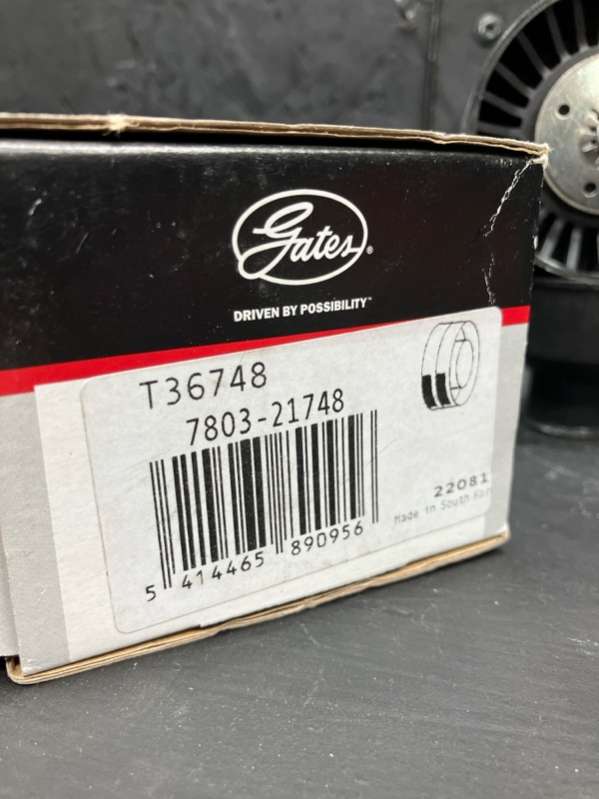 Gates®
DRIVEN BY POSSIBILITY™
T36748
7803-21748
5 414465 890956
22081
Made in South